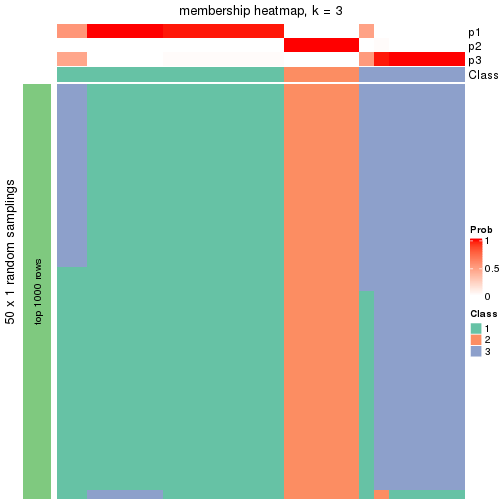 membership heatmap, k = 3
p1
p2
p3
Class
50 x 1 random samplings
top 1000 rows
Prob
1
0.5
0
Class
1
2
3